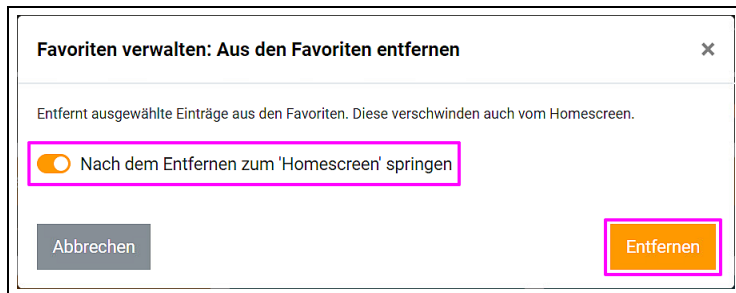 Favoriten verwalten: Aus den Favoriten entfernen ×
Entfernt ausgewählte Einträge aus den Favoriten. Diese verschwinden auch vom Homescreen.
Nach dem Entfernen zum 'Homescreen' springen
Abbrechen Entfernen